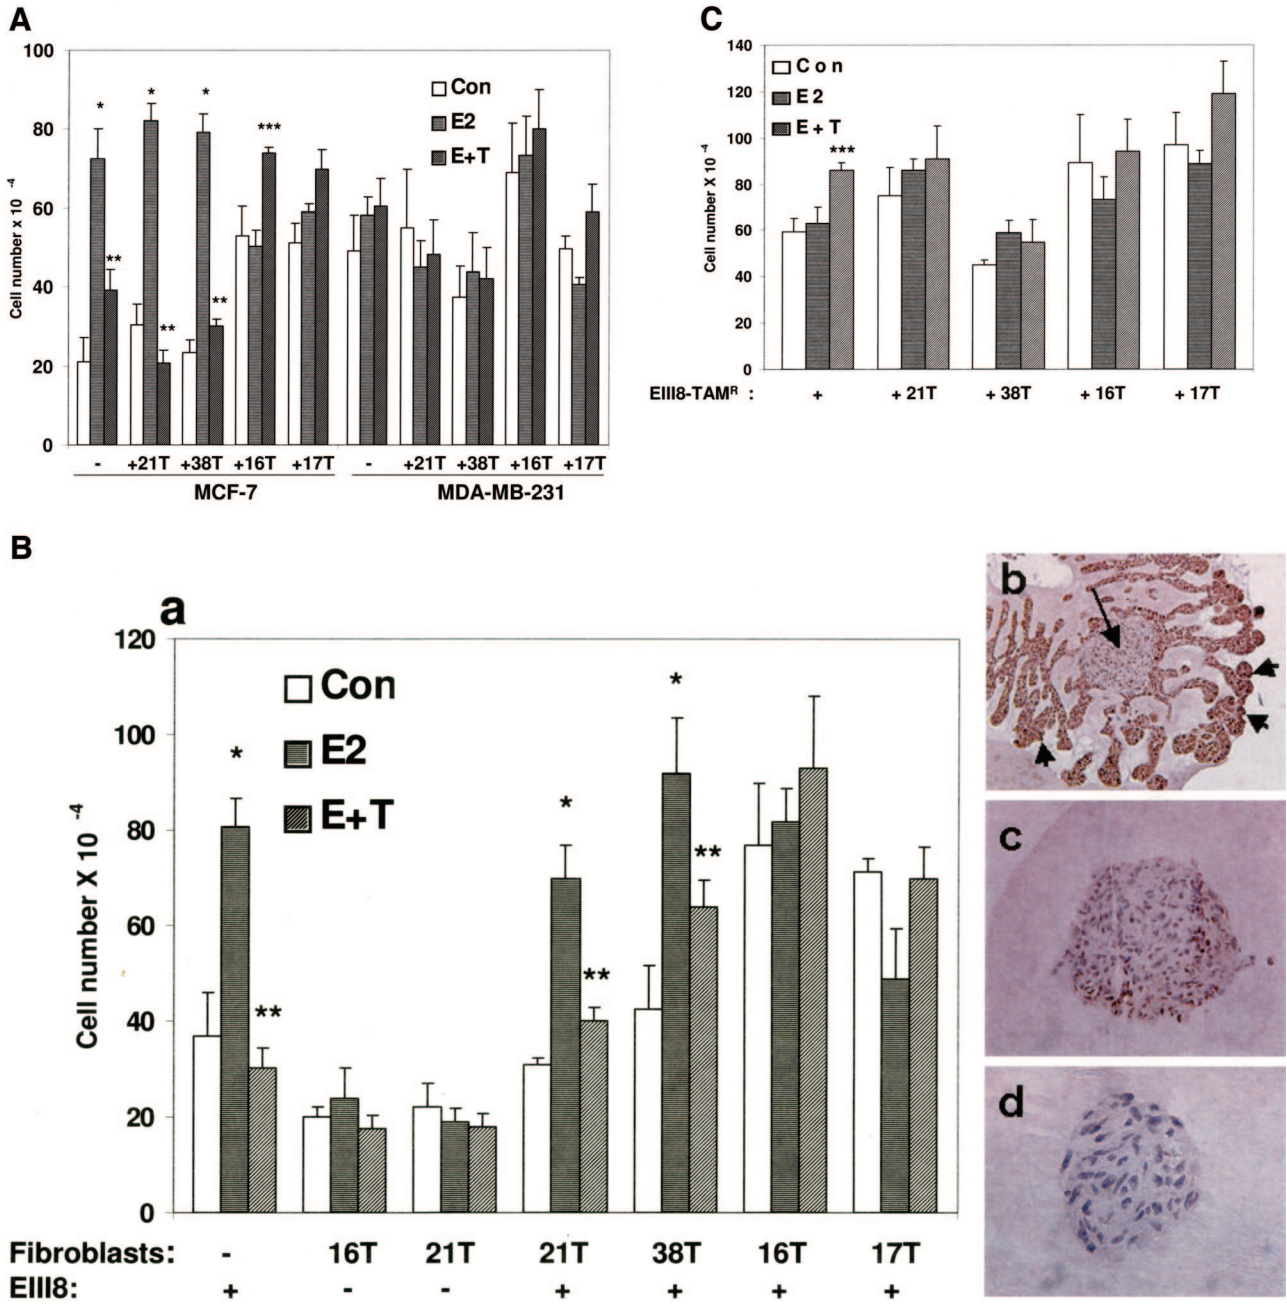 A
100
80
60
40
20
0
Cell number x 10 -4
Con
E2
E+T
* ** * ** * ** ***
- +21T +38T +16T +17T - +21T +38T +16T +17T
MCF-7 MDA-MB-231
C
140
120
100
80
60
40
20
0
Cell number X 10 -4
Con
E2
E+T
***
EIII8-TAMR : + + 21T + 38T + 16T + 17T
B
a
120
100
80
60
40
20
0
Cell number X 10 -4
Con
E2
E+T
* ** * ** * **
Fibroblasts: - 16T 21T 21T 38T 16T 17T
EIII8: + - - + + + +
b
c
d